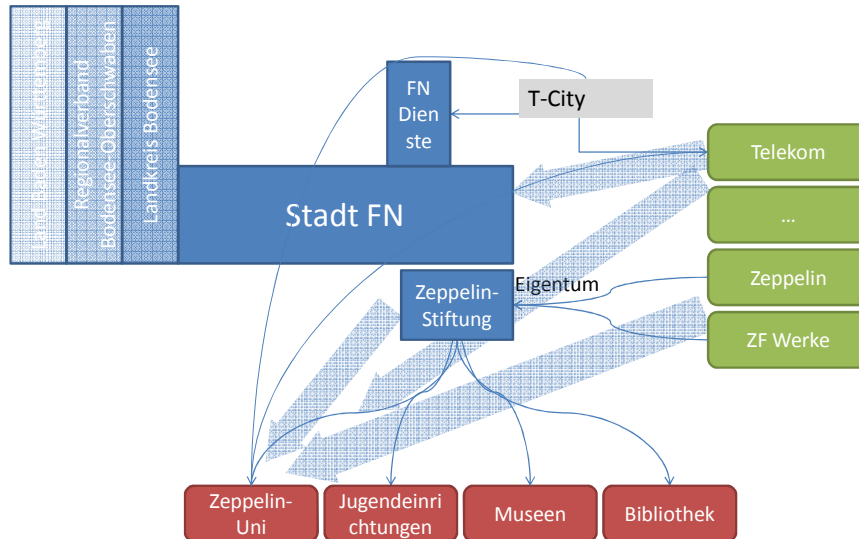 Land Baden-Württemberg
Regionalverband
Bodensee-Oberschwaben
Landkreis Bodensee
FN
Dien
ste
T-City
Telekom
...
Stadt FN
Zeppelin-
Stiftung
Eigentum
Zeppelin
ZF Werke
Zeppelin-
Uni
Jugendeinri
chtungen
Museen
Bibliothek